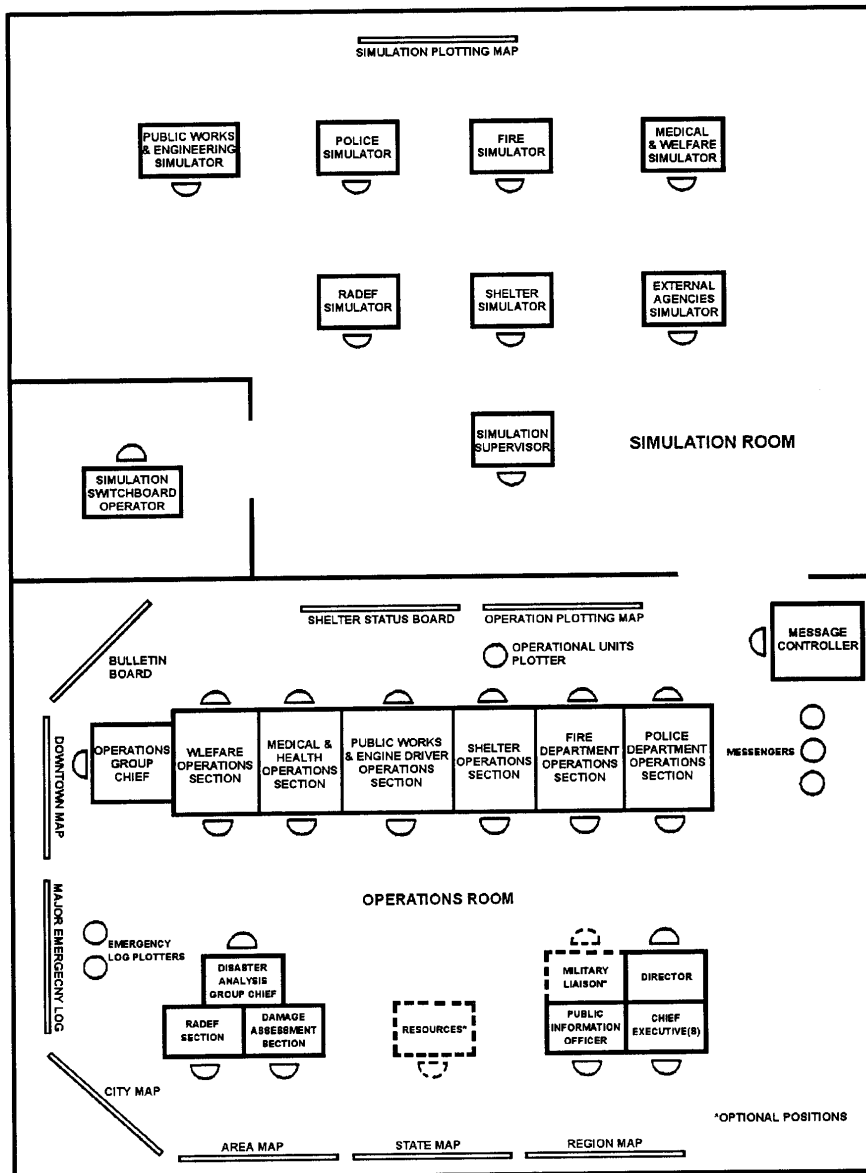 SIMULATION PLOTTING MAP
PUBLIC WORKS
& ENGINEERING
SIMULATOR
POLICE
SIMULATOR
FIRE
SIMULATOR
MEDICAL
& WELFARE
SIMULATOR
RADEF
SIMULATOR
SHELTER
SIMULATOR
EXTERNAL
AGENCIES
SIMULATOR
SIMULATION
SUPERVISOR
SIMULATION ROOM
SIMULATION
SWITCHBOARD
OPERATOR
SHELTER STATUS BOARD
OPERATION PLOTTING MAP
BULLETIN
BOARD
OPERATIONAL UNITS
PLOTTER
MESSAGE
CONTROLLER
DOWNTOWN MAP
OPERATIONS
GROUP
CHIEF
WLEFARE
OPERATIONS
SECTION
MEDICAL &
HEALTH
OPERATIONS
SECTION
PUBLIC WORKS
& ENGINE DRIVER
OPERATIONS
SECTION
SHELTER
OPERATIONS
SECTION
FIRE
DEPARTMENT
OPERATIONS
SECTION
POLICE
DEPARTMENT
OPERATIONS
SECTION
MESSENGERS
OPERATIONS ROOM
MAJOR EMERGECNY LOG
EMERGENCY
LOG PLOTTERS
DISASTER
ANALYSIS
GROUP CHIEF
RADEF
SECTION
DAMAGE
ASSESSMENT
SECTION
RESOURCES*
MILITARY
LIAISON*
DIRECTOR
PUBLIC
INFORMATION
OFFICER
CHIEF
EXECUTIVE(S)
CITY MAP
*OPTIONAL POSITIONS
AREA MAP
STATE MAP
REGION MAP